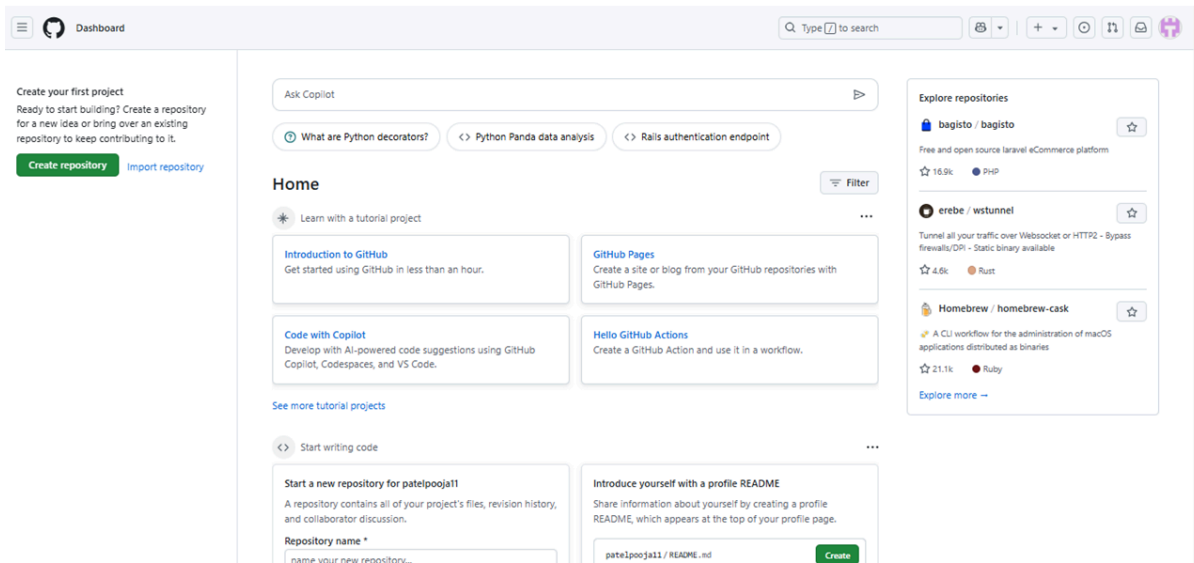 Dashboard
Type / to search
Create your first project
Ready to start building? Create a repository
for a new idea or bring over an existing
repository to keep contributing to it.
Create repository
Import repository
Ask Copilot
What are Python decorators?
Python Panda data analysis
Rails authentication endpoint
Home
Filter
Learn with a tutorial project
Introduction to GitHub
Get started using GitHub in less than an hour.
GitHub Pages
Create a site or blog from your GitHub repositories with
GitHub Pages.
Code with Copilot
Develop with AI-powered code suggestions using GitHub
Copilot, Codespaces, and VS Code.
Hello GitHub Actions
Create a GitHub Action and use it in a workflow.
See more tutorial projects
Start writing code
Start a new repository for patelpooja11
A repository contains all of your project's files, revision history,
and collaborator discussion.
Repository name *
name your new repository...
Introduce yourself with a profile README
Share information about yourself by creating a profile
README, which appears at the top of your profile page.
patelpooja11 / README.md
Create
Explore repositories
bagisto / bagisto
Free and open source laravel eCommerce platform
16.9k PHP
erebe / wstunnel
Tunnel all your traffic over Websocket or HTTP2 - Bypass
firewalls/DPI - Static binary available
4.6k Rust
Homebrew / homebrew-cask
A CLI workflow for the administration of macOS
applications distributed as binaries
21.1k Ruby
Explore more →